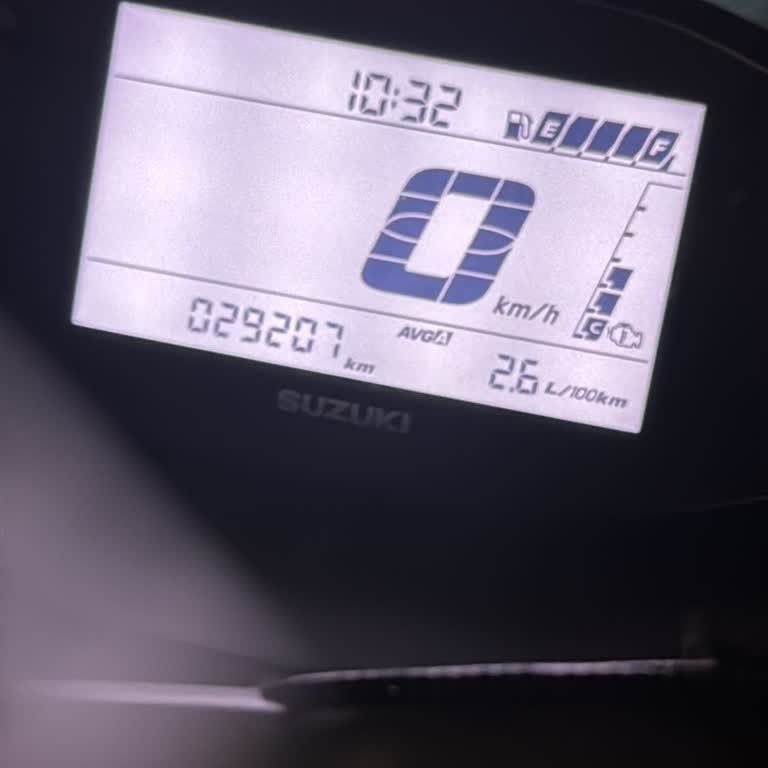 10:32
E F
0 km/h
C
029207 km
AVG A
2.6 L/100km
SUZUKI